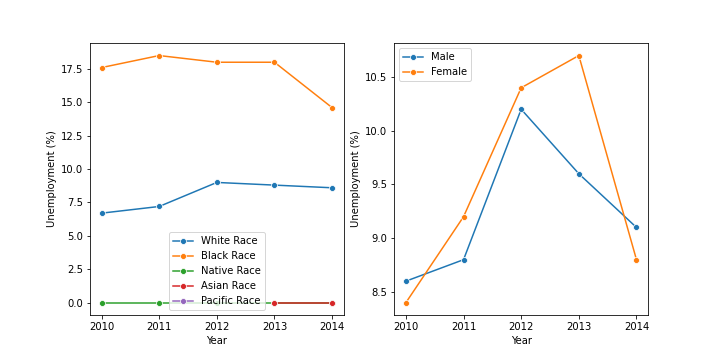 Unemployment (%)
17.5
15.0
12.5
10.0
7.5
5.0
2.5
0.0
White Race
Black Race
Native Race
Asian Race
Pacific Race
2010 2011 2012 2013 2014
Year
Unemployment (%)
10.5
10.0
9.5
9.0
8.5
Male
Female
2010 2011 2012 2013 2014
Year